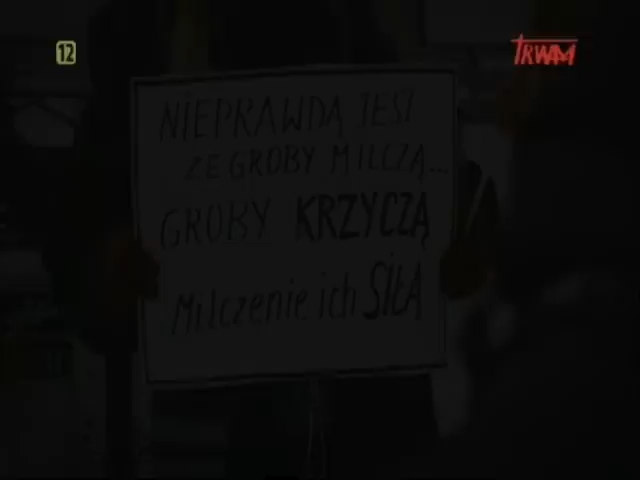 12
TRWAM
NIEPRAWDĄ JEST
ŻE GROBY MILCZĄ...
GROBY KRZYCZĄ
MILCZENIE ich SIŁĄ